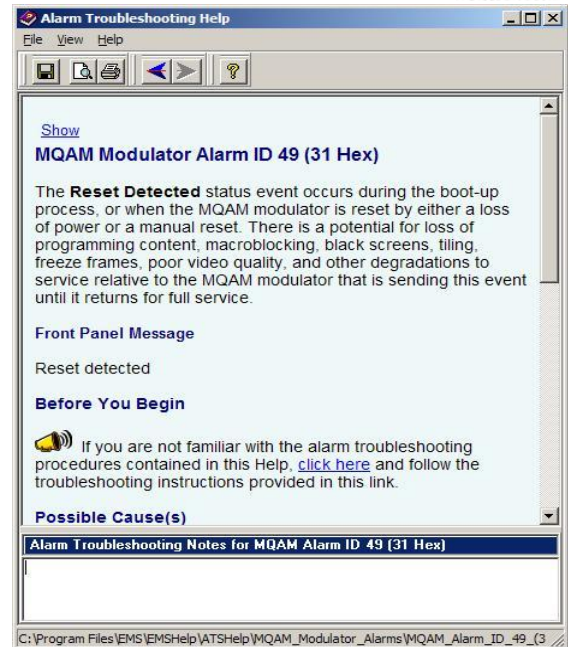 Alarm Troubleshooting Help
File View Help
Show
MQAM Modulator Alarm ID 49 (31 Hex)
The Reset Detected status event occurs during the boot-up
process, or when the MQAM modulator is reset by either a loss
of power or a manual reset. There is a potential for loss of
programming content, macroblocking, black screens, tiling,
freeze frames, poor video quality, and other degradations to
service relative to the MQAM modulator that is sending this event
until it returns for full service.
Front Panel Message
Reset detected
Before You Begin
If you are not familiar with the alarm troubleshooting
procedures contained in this Help, click here and follow the
troubleshooting instructions provided in this link.
Possible Cause(s)
Alarm Troubleshooting Notes for MQAM Alarm ID 49 (31 Hex)
C:\Program Files\EMS\EMSHelp\ATSHelp\MQAM_Modulator_Alarms\MQAM_Alarm_ID_49_(3